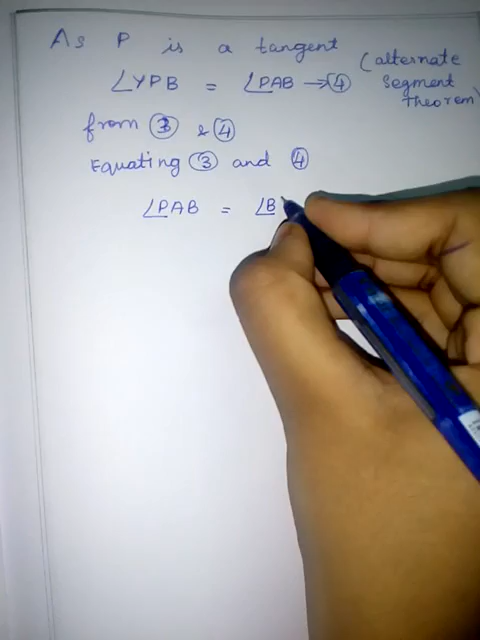 As P is a tangent
∠YPB = ∠PAB → ④ (alternate
segment
theorem)
from ③ & ④
Equating ③ and ④
∠PAB = ∠B